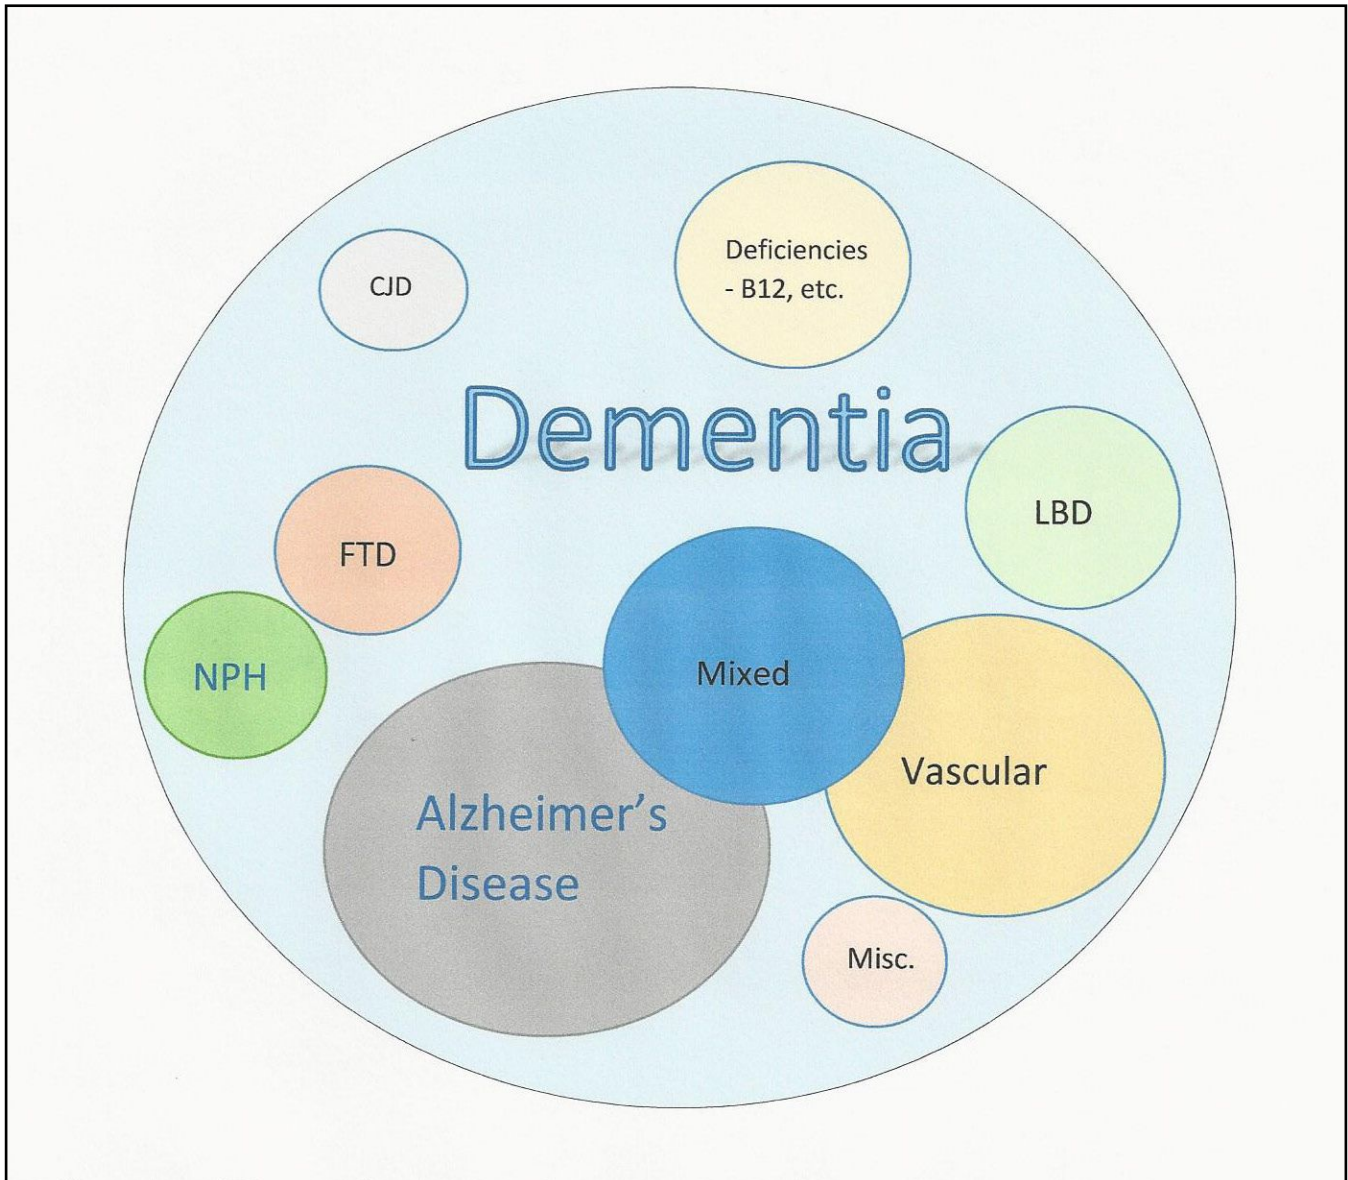 CJD
Deficiencies
- B12, etc.
Dementia
LBD
FTD
NPH
Mixed
Vascular
Alzheimer’s
Disease
Misc.